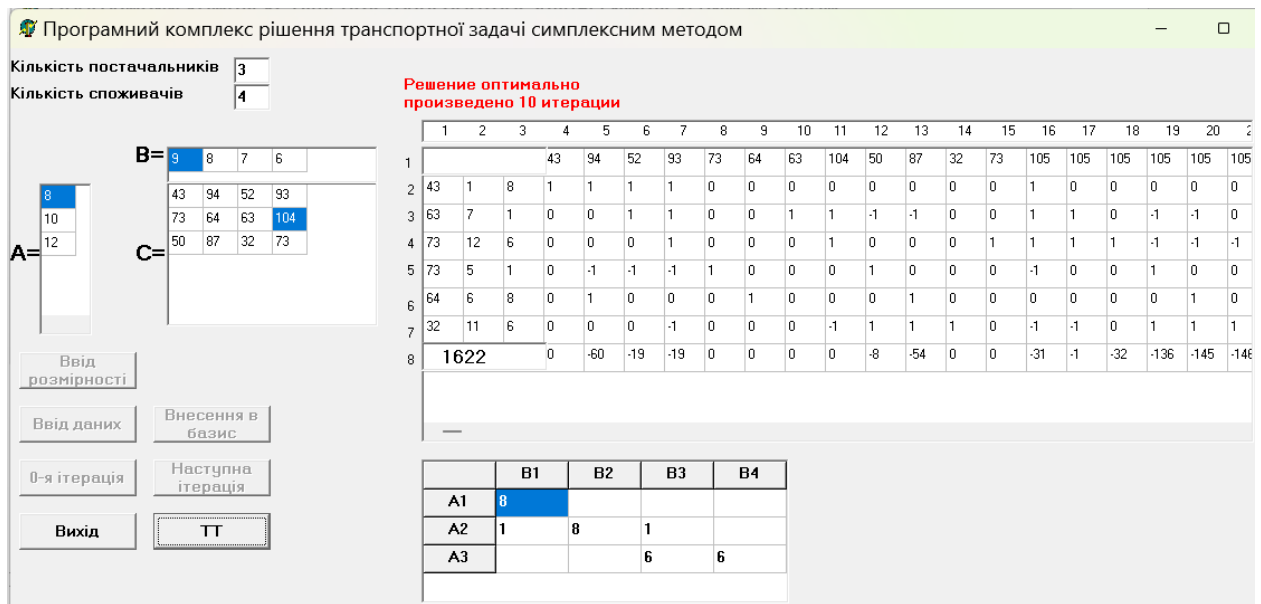 Програмний комплекс рішення транспортної задачі симплексним методом
Кількість постачальників 3
Кількість споживачів 4
Решение оптимально
произведено 10 итерации
B= 9 8 7 6
A=
8
10
12
C=
43 94 52 93
73 64 63 104
50 87 32 73
1 2 3 4 5 6 7 8 9 10 11 12 13 14 15 16 17 18 19 20
1 43 94 52 93 73 64 63 104 50 87 32 73 105 105 105 105 105 105
2 43 1 8 1 1 1 1 0 0 0 0 0 0 0 0 1 0 0 0 0 0
3 63 7 1 0 0 1 1 0 0 1 1 -1 -1 0 0 1 1 0 -1 -1 0
4 73 12 6 0 0 0 1 0 0 0 1 0 0 0 1 1 1 1 -1 -1 -1
5 73 5 1 0 -1 -1 -1 1 0 0 0 1 0 0 0 -1 0 0 1 0 0
6 64 6 8 0 1 0 0 0 1 0 0 0 1 0 0 0 0 0 0 1 0
7 32 11 6 0 0 0 -1 0 0 0 -1 1 1 1 0 -1 -1 0 1 1 1
8 1622 0 -60 -19 -19 0 0 0 0 -8 -54 0 0 -31 -1 -32 -136 -145
Ввід
розмірності
Ввід даних
Внесення в
базис
0-я ітерація
Наступна
ітерація
Вихід
ТТ
B1 B2 B3 B4
A1 8
A2 1 8 1
A3 6 6